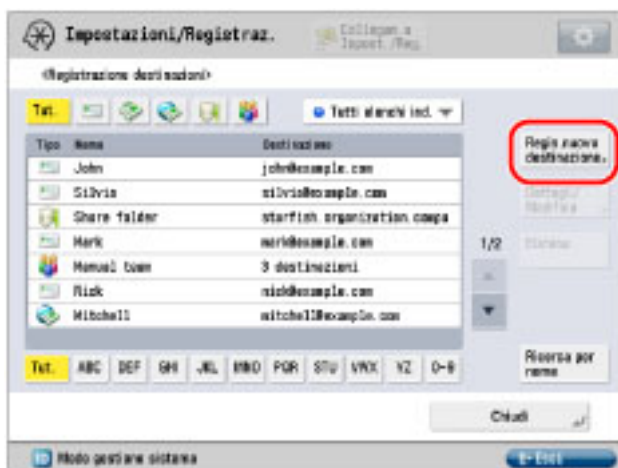 Impostazioni/Registraz.
Collegam.a
Impost./Reg.
<Registrazione destinazioni>
Tut.
Tutti elenchi ind.
Tipo Nome Destinazione
John john@example.com
Silvia silvia@example.com
Share folder starfish.organization.compa
Mark mark@example.com
Manual team 3 destinazioni
Rick rick@example.com
Mitchell mitchell@example.com
Regis.nuova
destinazione.
Dettagli/
Modifica
Elimina
1/2
Tut. ABC DEF GHI JKL MNO PQR STU VWX YZ 0-9
Ricerca per
nome
Chiudi
Modo gestione sistema
Esci